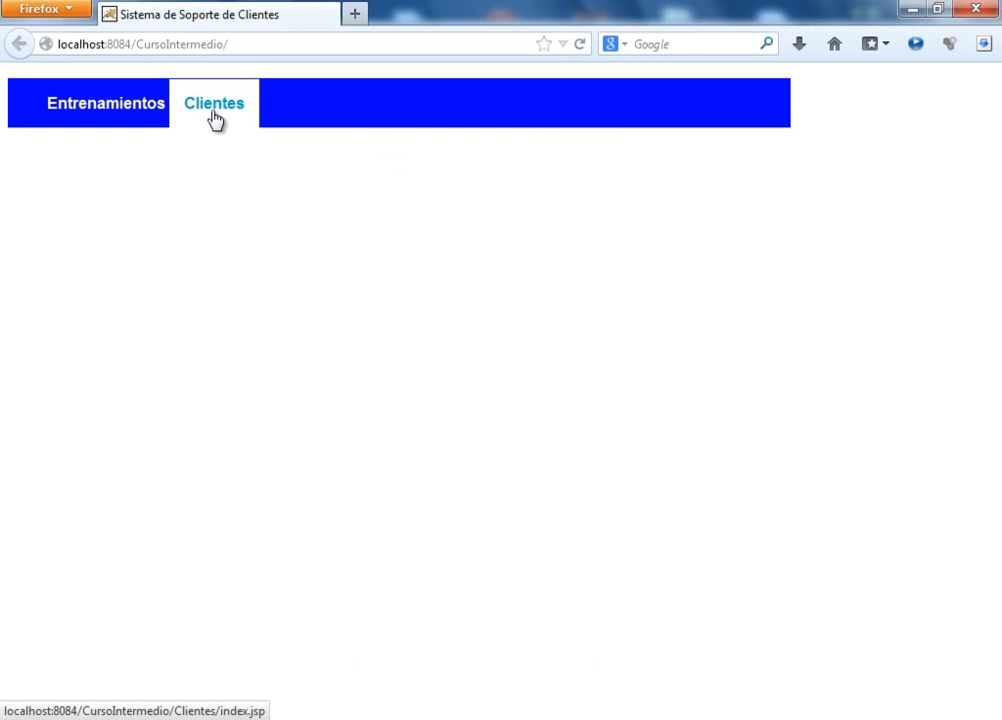 Firefox
Sistema de Soporte de Clientes
localhost:8084/CursoIntermedio/
Google
Entrenamientos
Clientes
localhost:8084/CursoIntermedio/Clientes/index.jsp